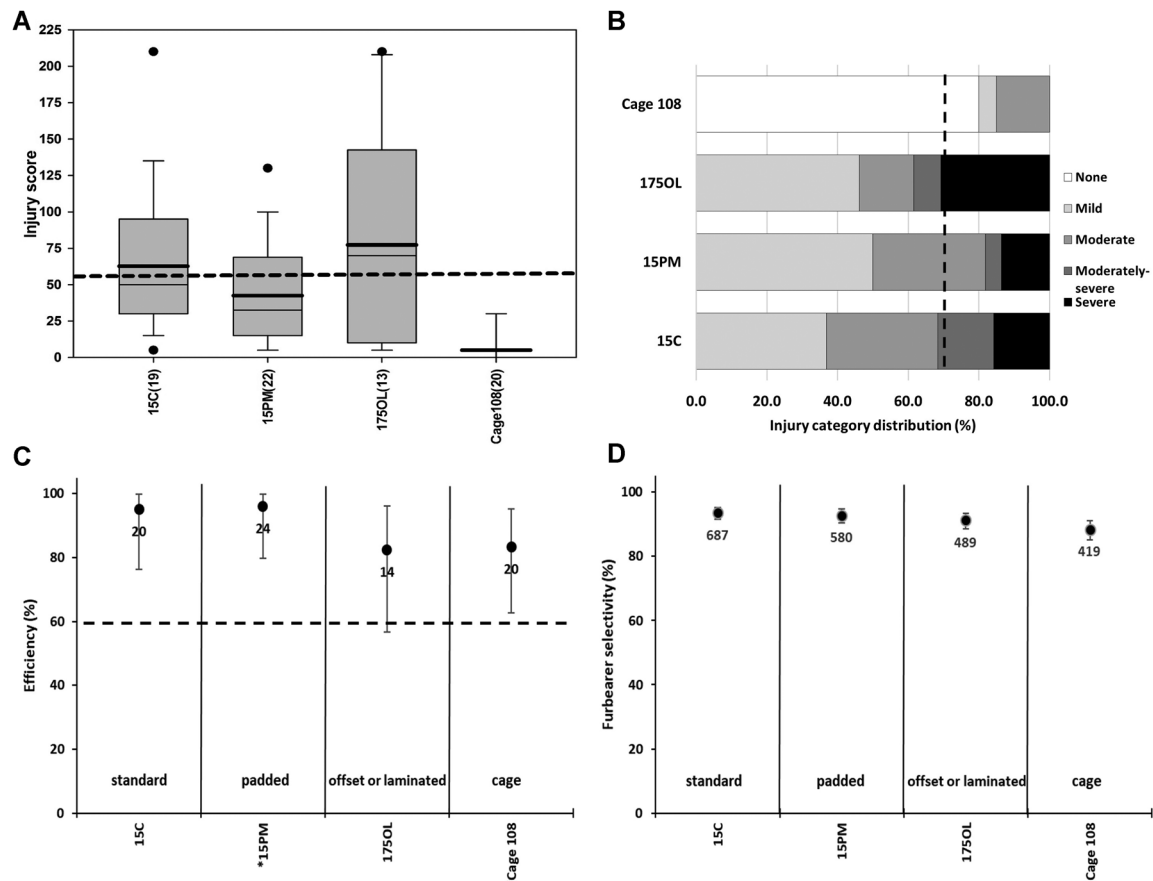 A
225
200
175
150
125
100
75
50
25
0
Injury score
15C(19)
15PM(22)
175OL(13)
Cage108(20)
B
Cage 108
175OL
15PM
15C
0.0 20.0 40.0 60.0 80.0 100.0
Injury category distribution (%)
None
Mild
Moderate
Moderately-
severe
Severe
C
100
80
60
40
20
0
Efficiency (%)
20
24
14
20
standard
padded
offset or laminated
cage
15C
*15PM
175OL
Cage 108
D
100
80
60
40
20
0
Furbearer selectivity (%)
687
580
489
419
standard
padded
offset or laminated
cage
15C
15PM
175OL
Cage 108